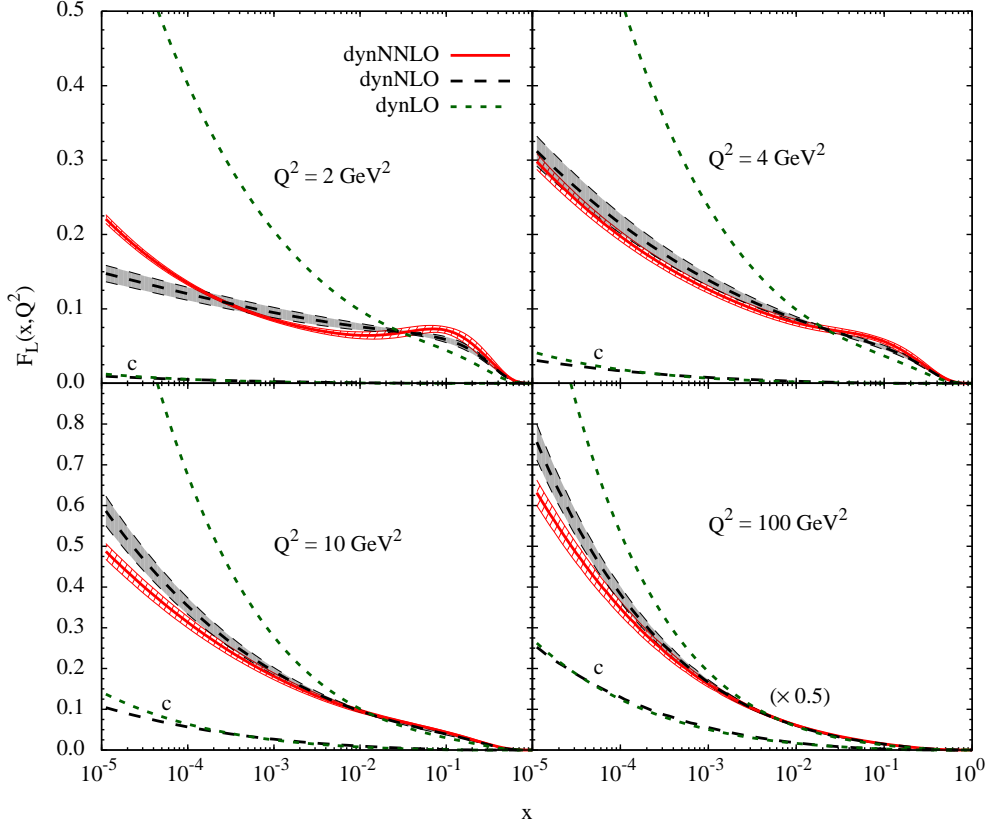 0.5
0.4
0.3
0.2
0.1
0.0
dynNNLO
dynNLO
dynLO
Q² = 2 GeV²
c
Q² = 4 GeV²
c
F_L(x,Q²)
0.8
0.7
0.6
0.5
0.4
0.3
0.2
0.1
0.0
Q² = 10 GeV²
c
Q² = 100 GeV²
c
(× 0.5)
10⁻⁵ 10⁻⁴ 10⁻³ 10⁻² 10⁻¹ 10⁻⁵ 10⁻⁴ 10⁻³ 10⁻² 10⁻¹ 10⁰
x